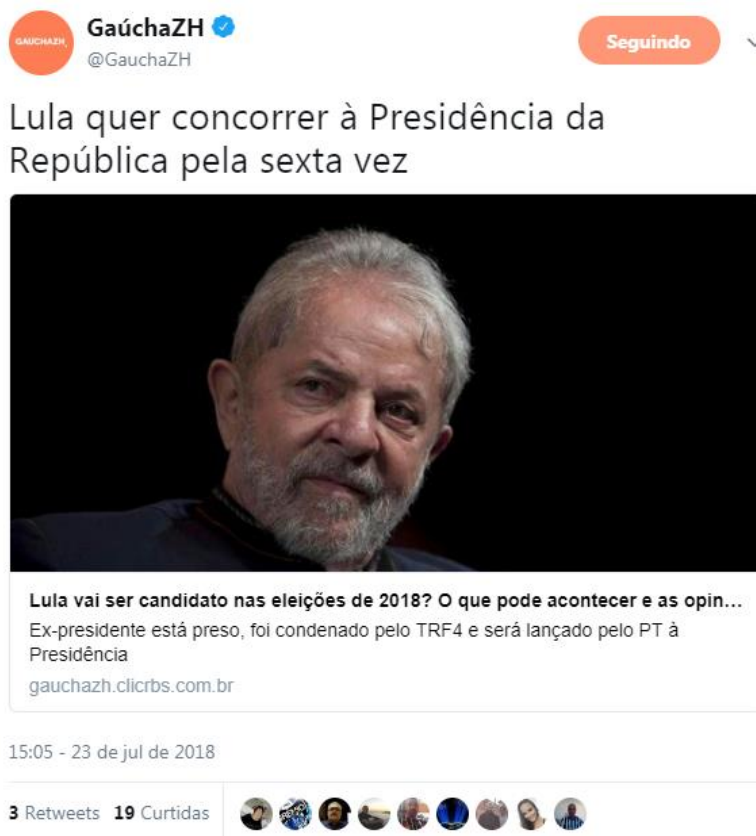 GAÚCHAZH
GaúchaZH
@GauchaZH
Seguindo
Lula quer concorrer à Presidência da
República pela sexta vez
Lula vai ser candidato nas eleições de 2018? O que pode acontecer e as opin...
Ex-presidente está preso, foi condenado pelo TRF4 e será lançado pelo PT à
Presidência
gauchazh.clicrbs.com.br
15:05 - 23 de jul de 2018
3 Retweets 19 Curtidas